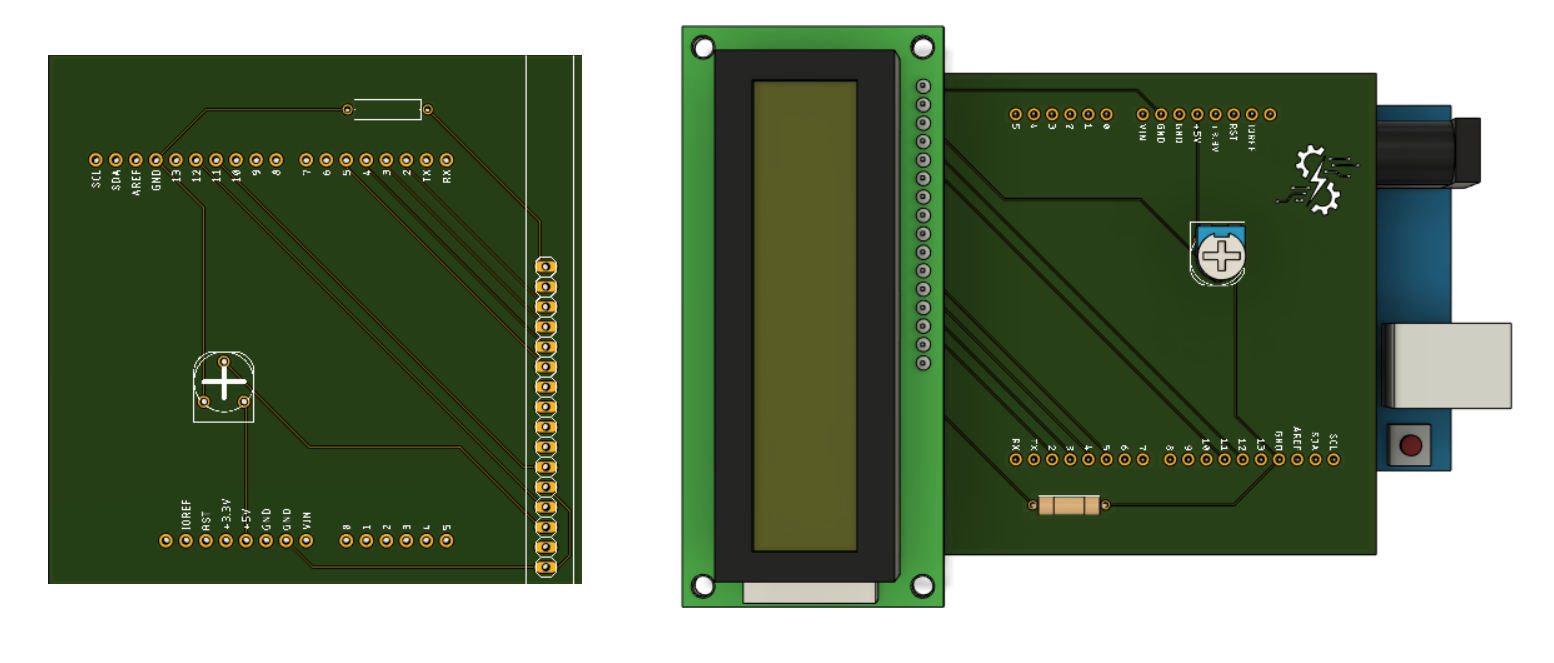 SCL SDA AREF GND 13 12 11 10 9 8 7 6 5 4 3 2 TX RX
IOREF RST +3.3V +5V GND GND VIN 0 1 2 3 4 5
5 4 3 2 1 0 VIN GND GND +5V +3.3V RST IOREF
RX TX 2 3 4 5 6 7 8 9 10 11 12 13 GND AREF SDA SCL